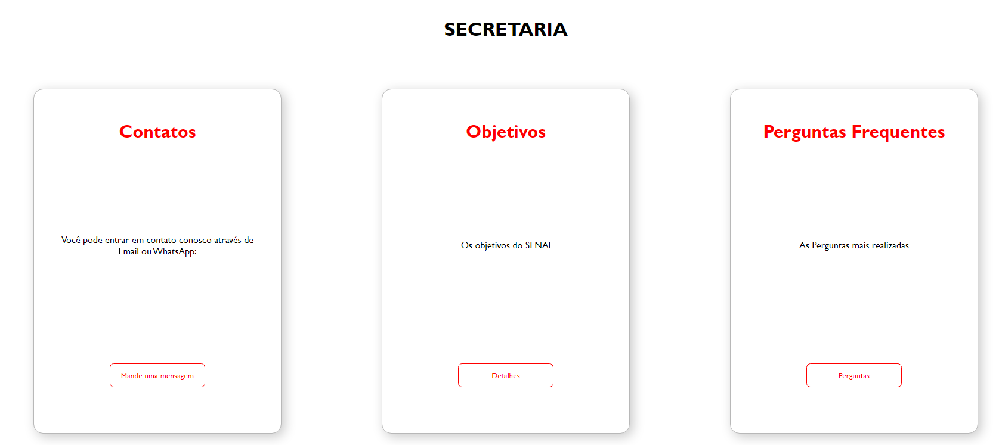 SECRETARIA
Contatos
Você pode entrar em contato conosco através de
Email ou WhatsApp:
Mande uma mensagem
Objetivos
Os objetivos do SENAI
Detalhes
Perguntas Frequentes
As Perguntas mais realizadas
Perguntas